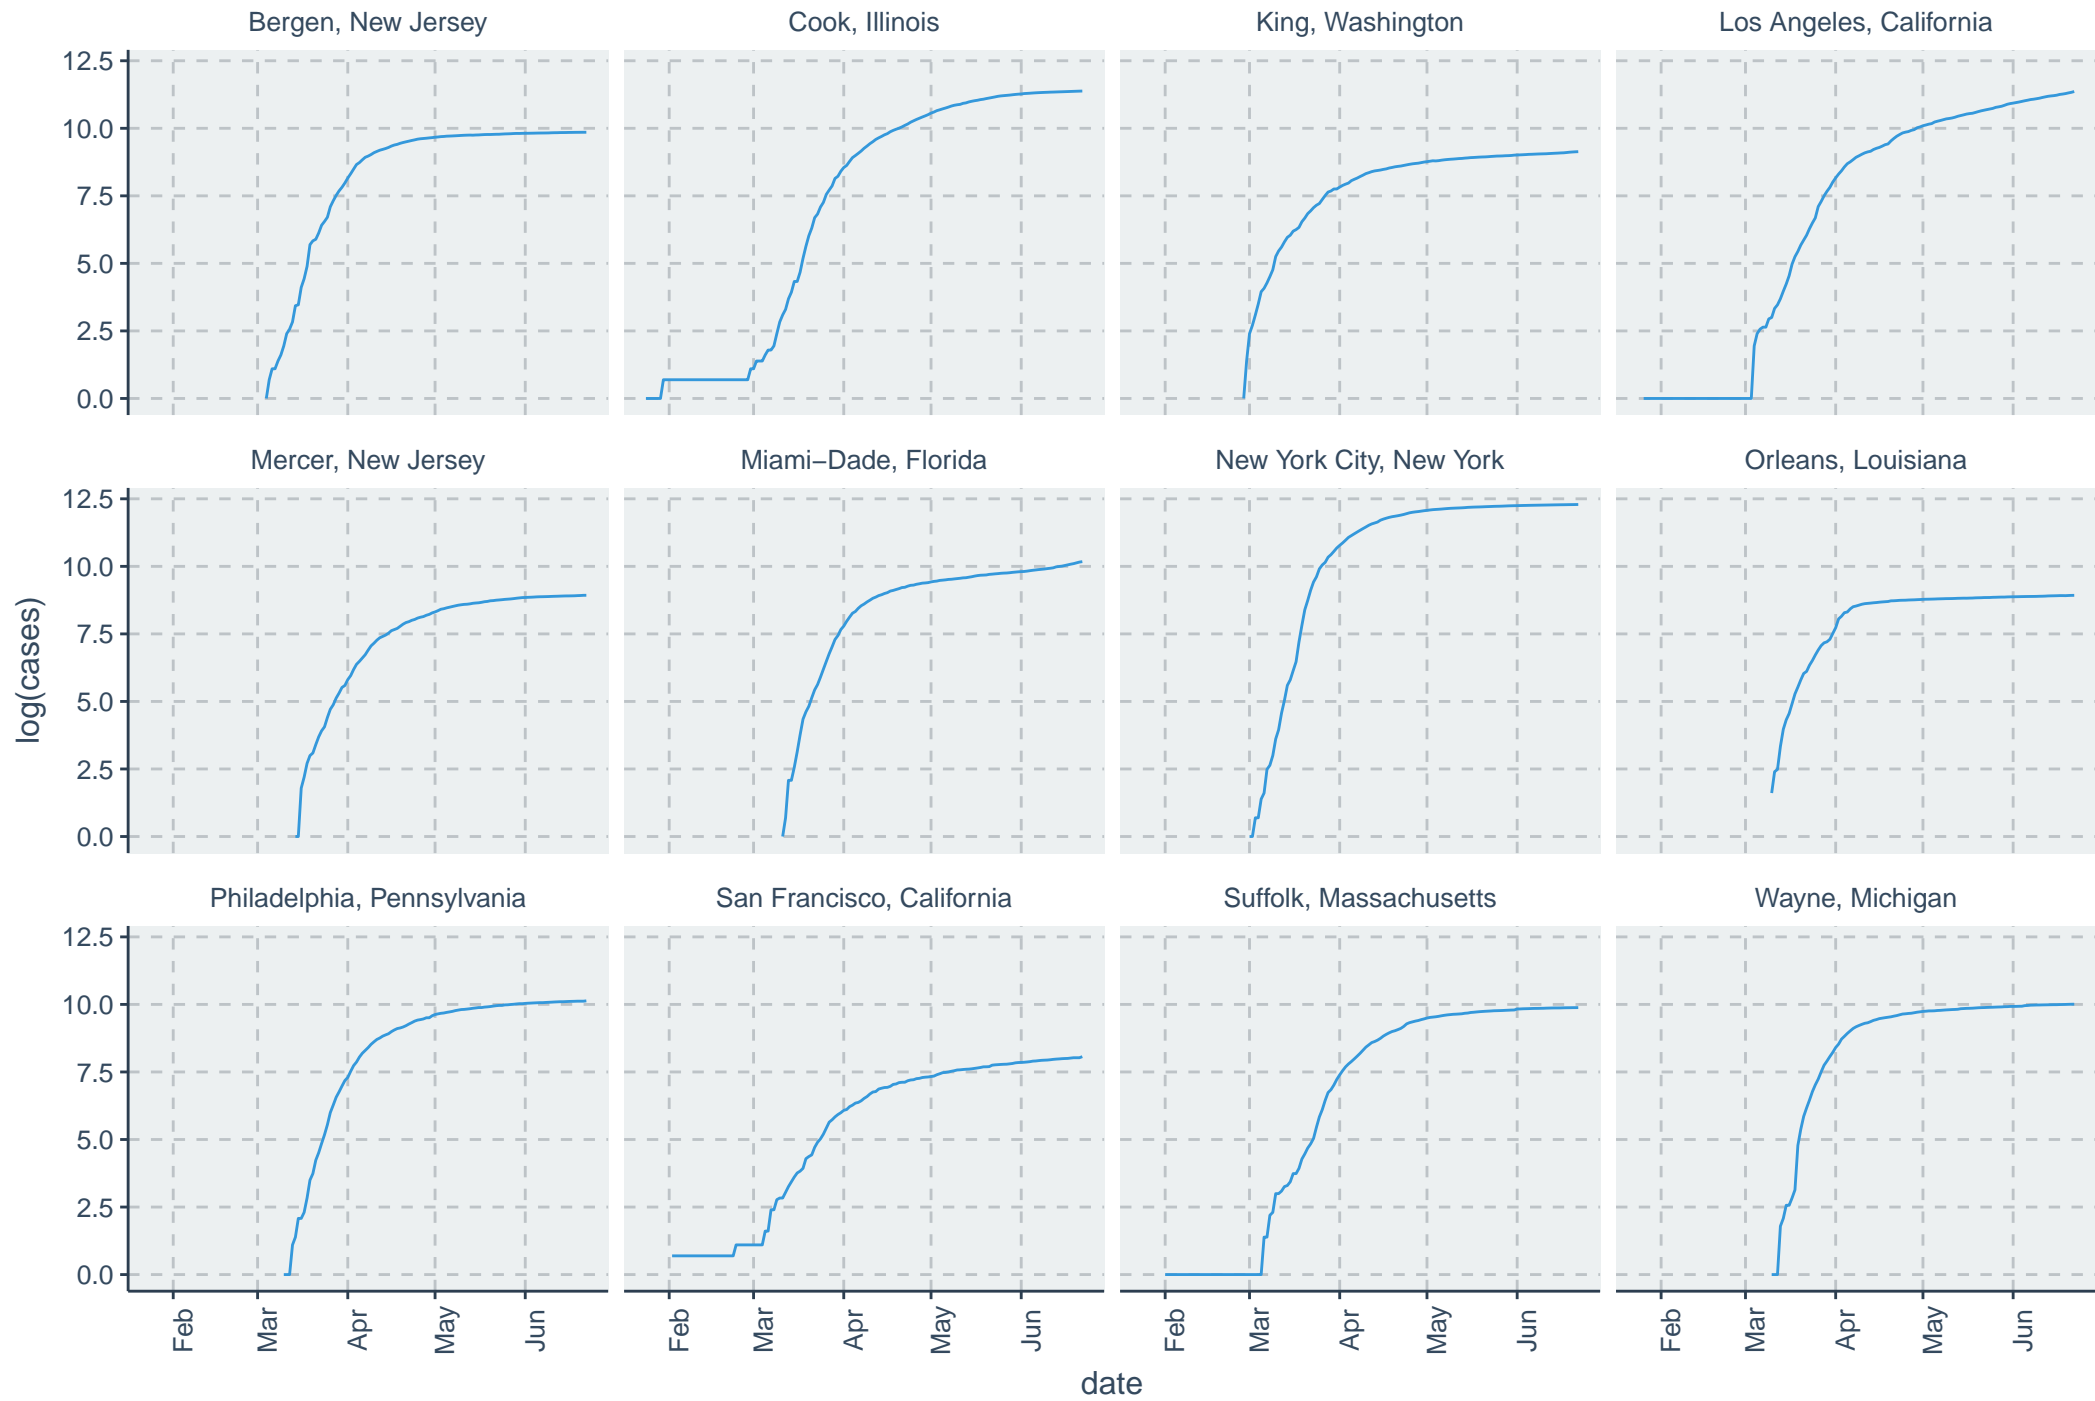 Bergen, New Jersey
Cook, Illinois
King, Washington
Los Angeles, California
12.5
10.0
7.5
5.0
2.5
0.0
Mercer, New Jersey
Miami−Dade, Florida
New York City, New York
Orleans, Louisiana
12.5
10.0
7.5
5.0
2.5
0.0
log(cases)
Philadelphia, Pennsylvania
San Francisco, California
Suffolk, Massachusetts
Wayne, Michigan
12.5
10.0
7.5
5.0
2.5
0.0
Feb Mar Apr May Jun
Feb Mar Apr May Jun
Feb Mar Apr May Jun
Feb Mar Apr May Jun
date